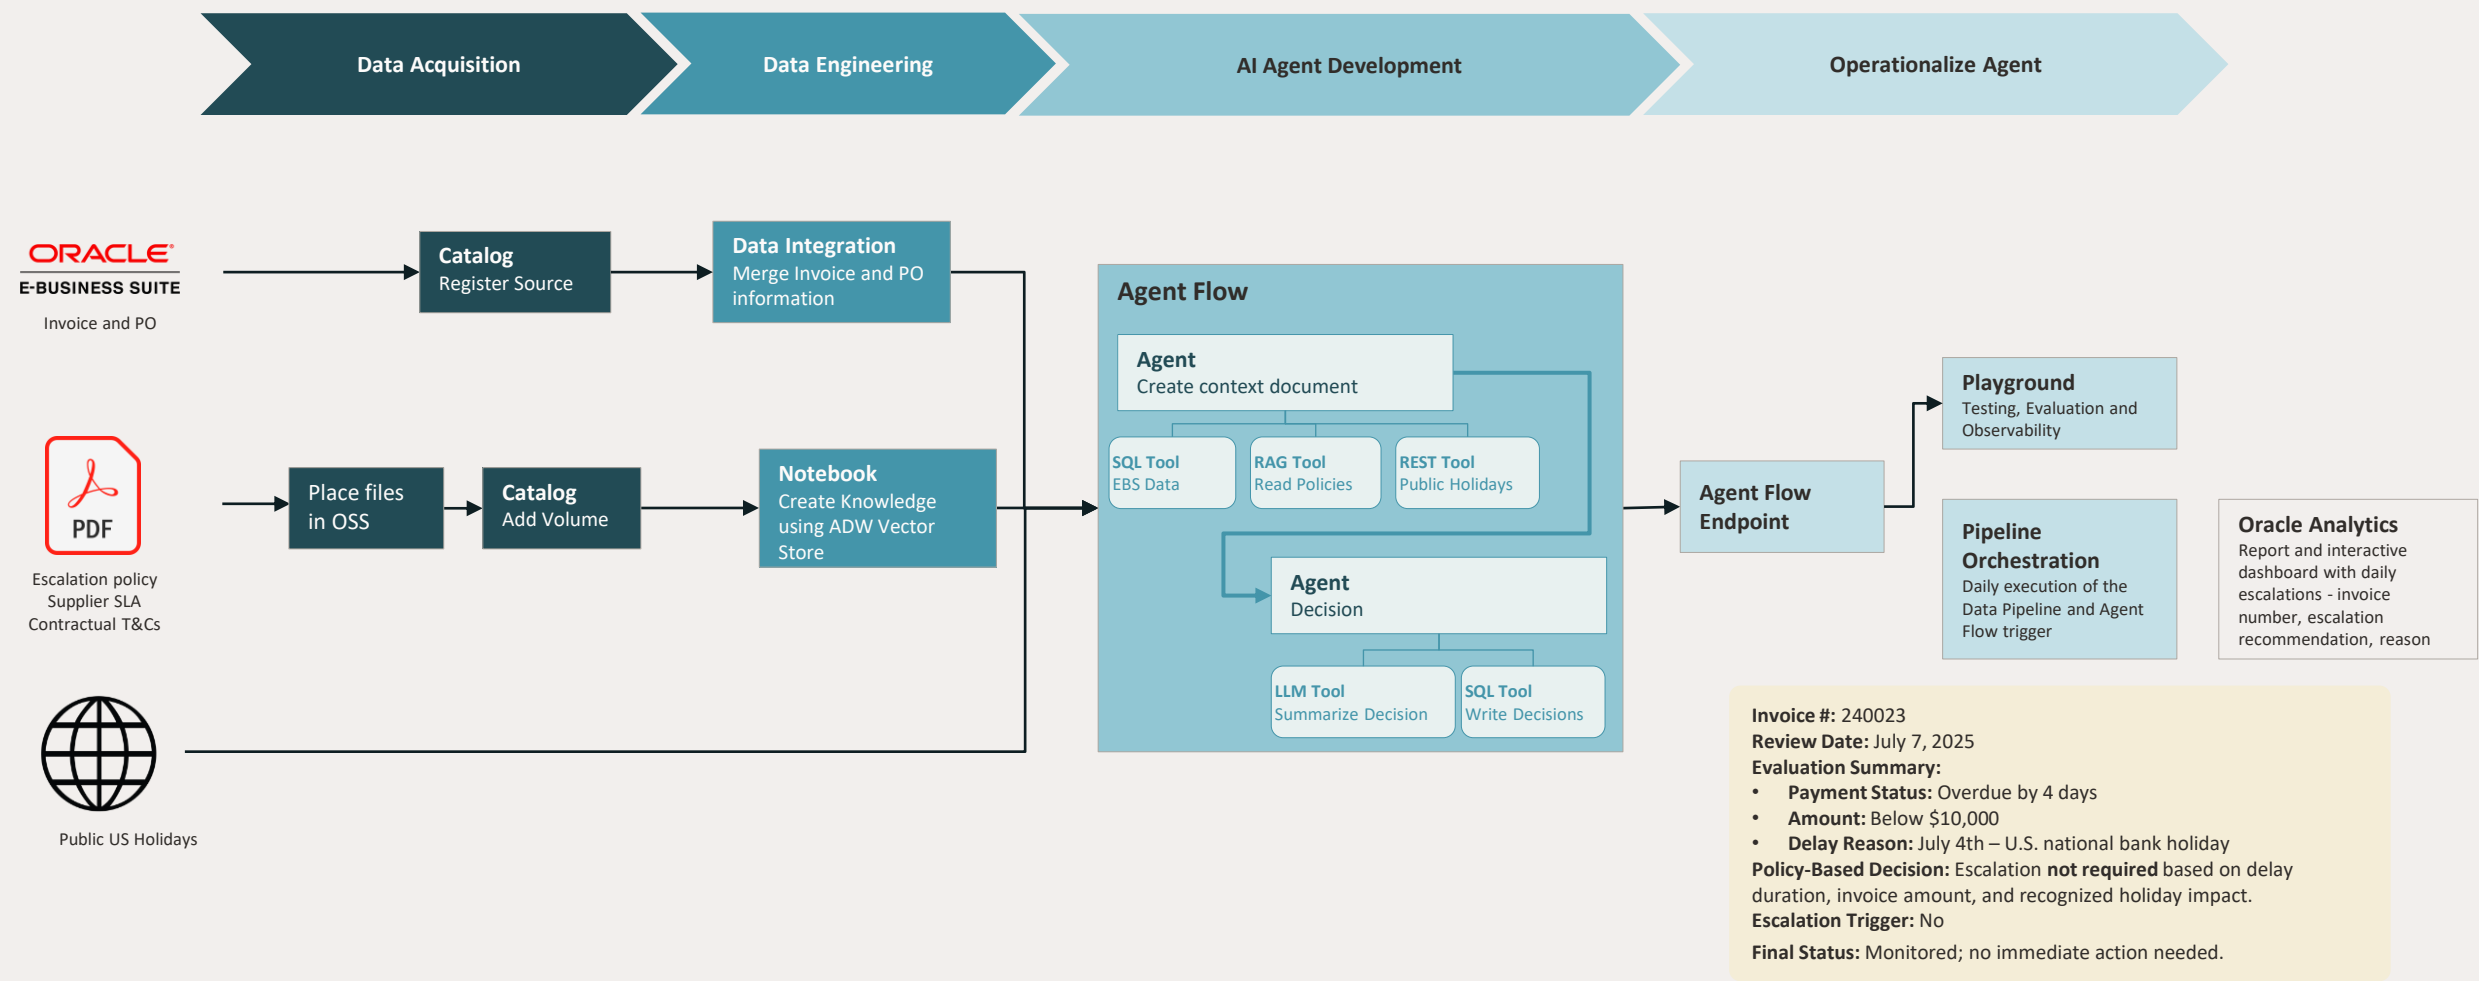 Data Acquisition
Data Engineering
AI Agent Development
Operationalize Agent
ORACLE®
E-BUSINESS SUITE
Invoice and PO
Catalog
Register Source
Data Integration
Merge Invoice and PO
information
PDF
Escalation policy
Supplier SLA
Contractual T&Cs
Place files
in OSS
Catalog
Add Volume
Notebook
Create Knowledge
using ADW Vector
Store
Public US Holidays
Agent Flow
Agent
Create context document
SQL Tool
EBS Data
RAG Tool
Read Policies
REST Tool
Public Holidays
Agent
Decision
LLM Tool
Summarize Decision
SQL Tool
Write Decisions
Agent Flow
Endpoint
Playground
Testing, Evaluation and
Observability
Pipeline
Orchestration
Daily execution of the
Data Pipeline and Agent
Flow trigger
Oracle Analytics
Report and interactive
dashboard with daily
escalations - invoice
number, escalation
recommendation, reason
Invoice #: 240023
Review Date: July 7, 2025
Evaluation Summary:
• Payment Status: Overdue by 4 days
• Amount: Below $10,000
• Delay Reason: July 4th – U.S. national bank holiday
Policy-Based Decision: Escalation not required based on delay
duration, invoice amount, and recognized holiday impact.
Escalation Trigger: No
Final Status: Monitored; no immediate action needed.